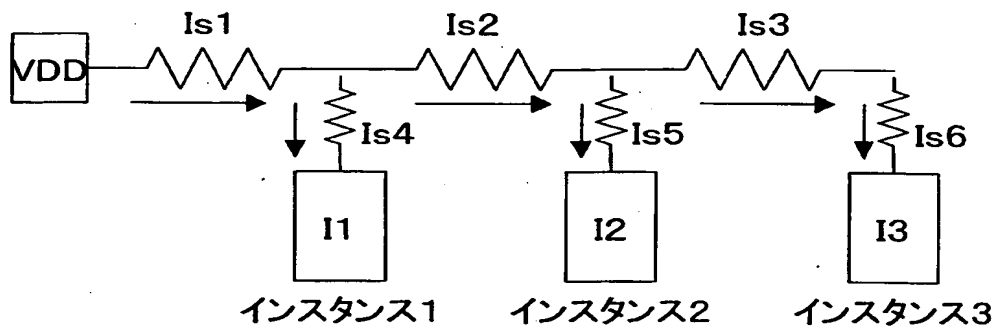 Is1 Is2 Is3
VDD
Is4 Is5 Is6
I1 I2 I3
インスタンス1 インスタンス2 インスタンス3